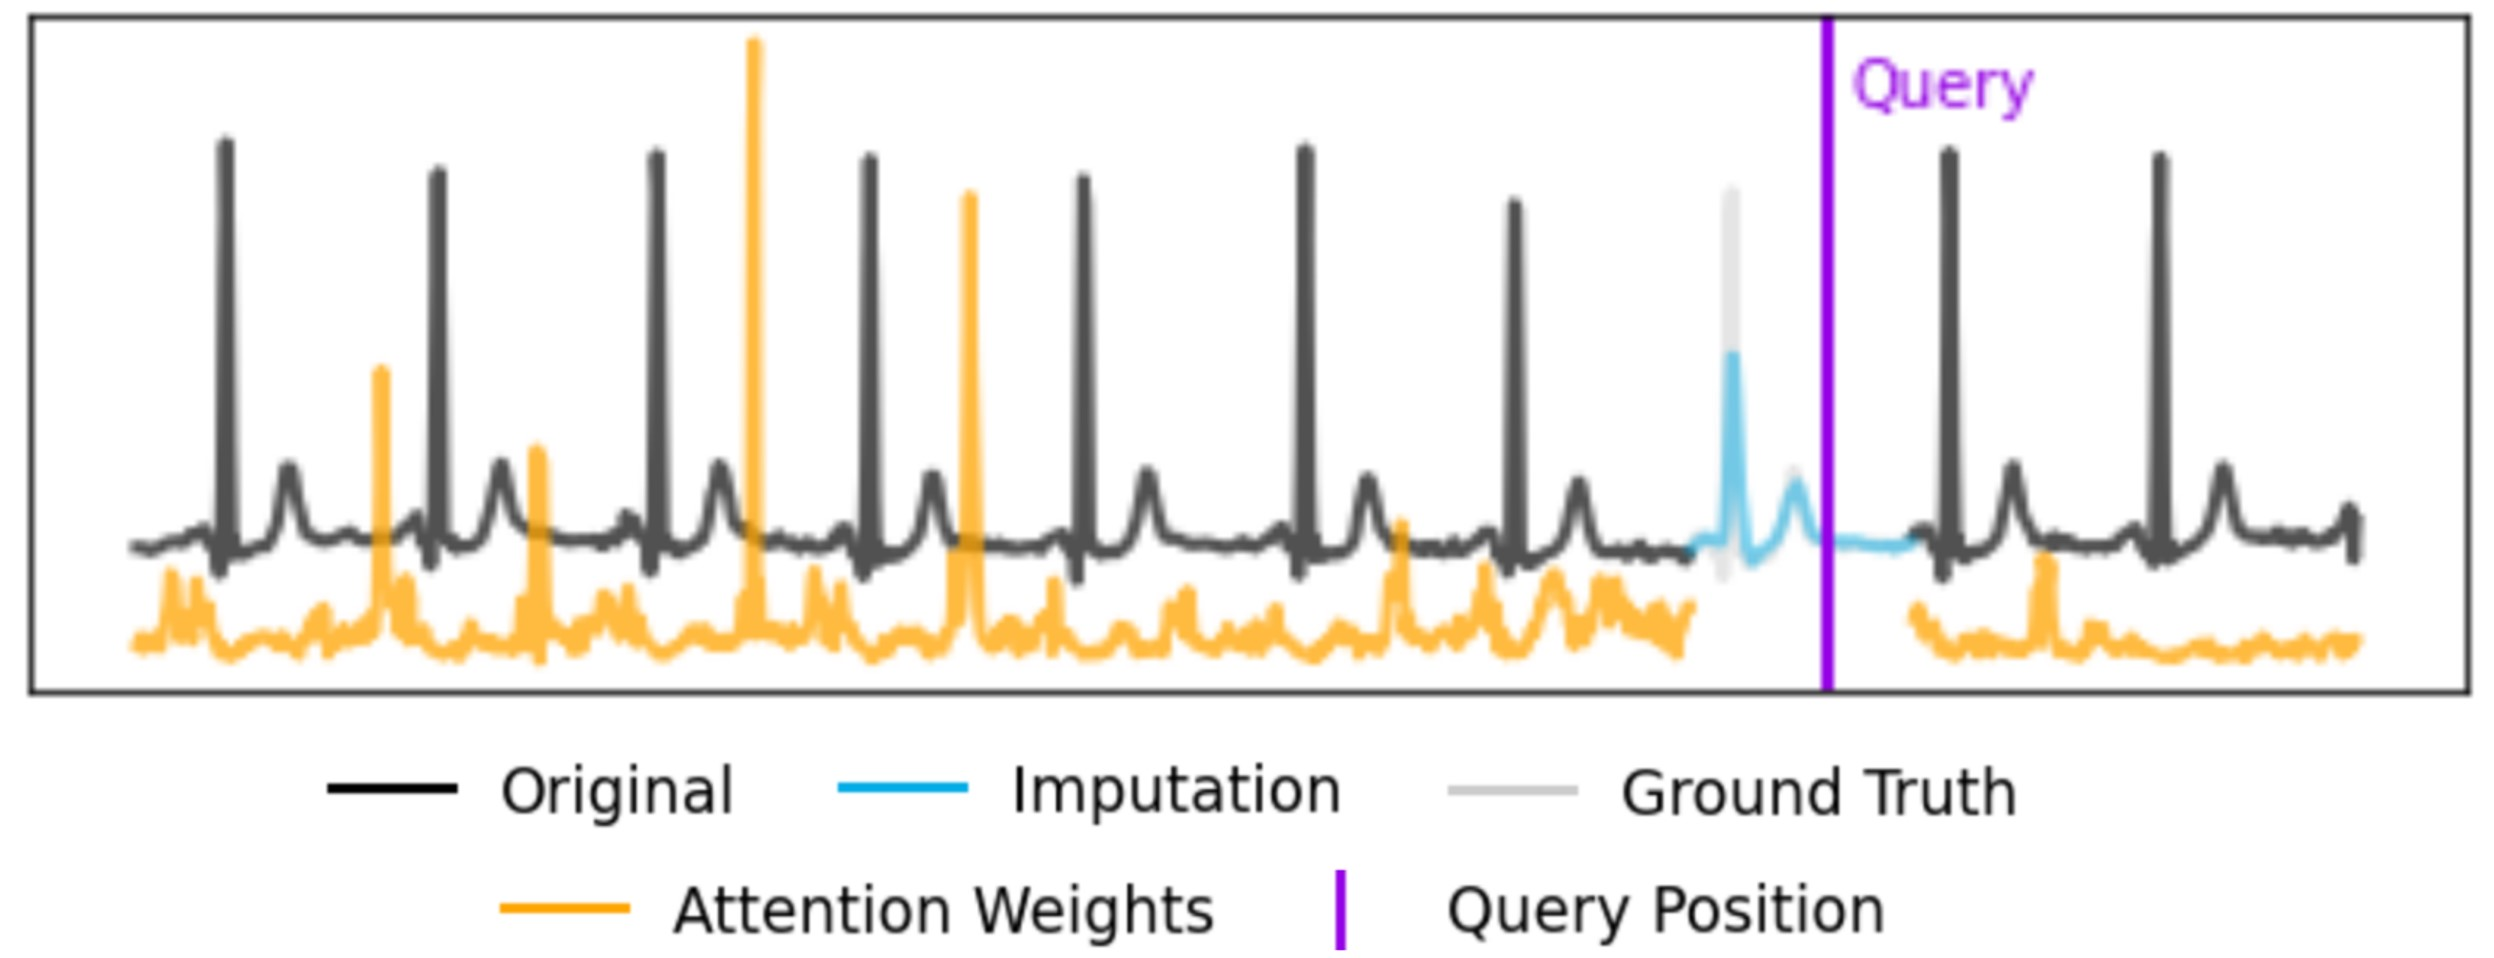 Query
Original Imputation Ground Truth
Attention Weights Query Position